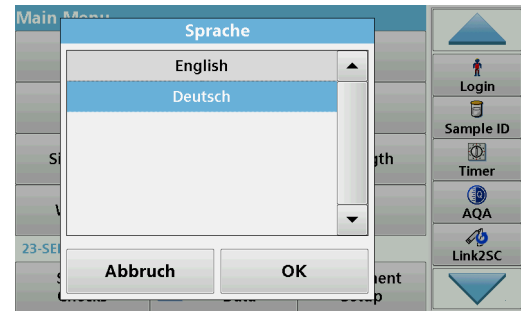 Main Menu
Sprache
English
Deutsch
Abbruch
OK
23-SE
Login
Sample ID
Timer
AQA
Link2SC